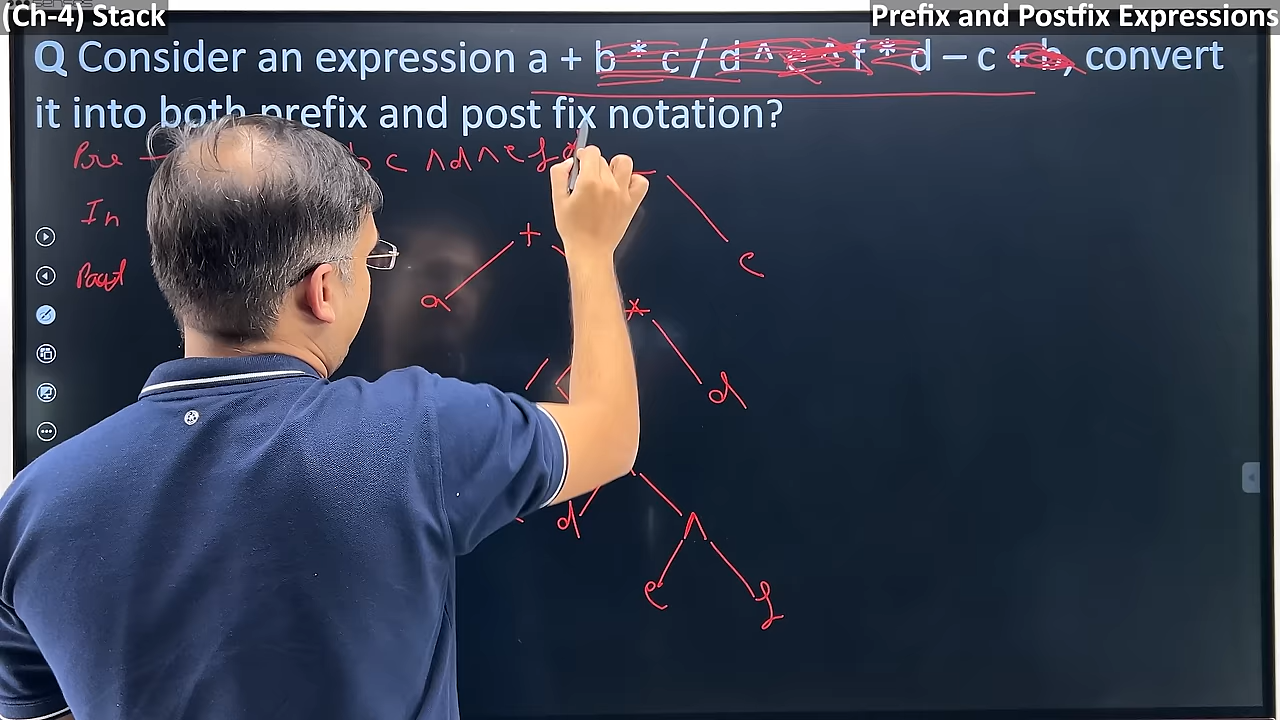 (Ch-4) Stack
Prefix and Postfix Expressions
Q Consider an expression a + b * c / d ^ e ^ f * d – c + b, convert
it into both prefix and post fix notation?
Pre → b c ^ d ^ e f d
In
Post
+
c
a
*
d
d
^
e
f